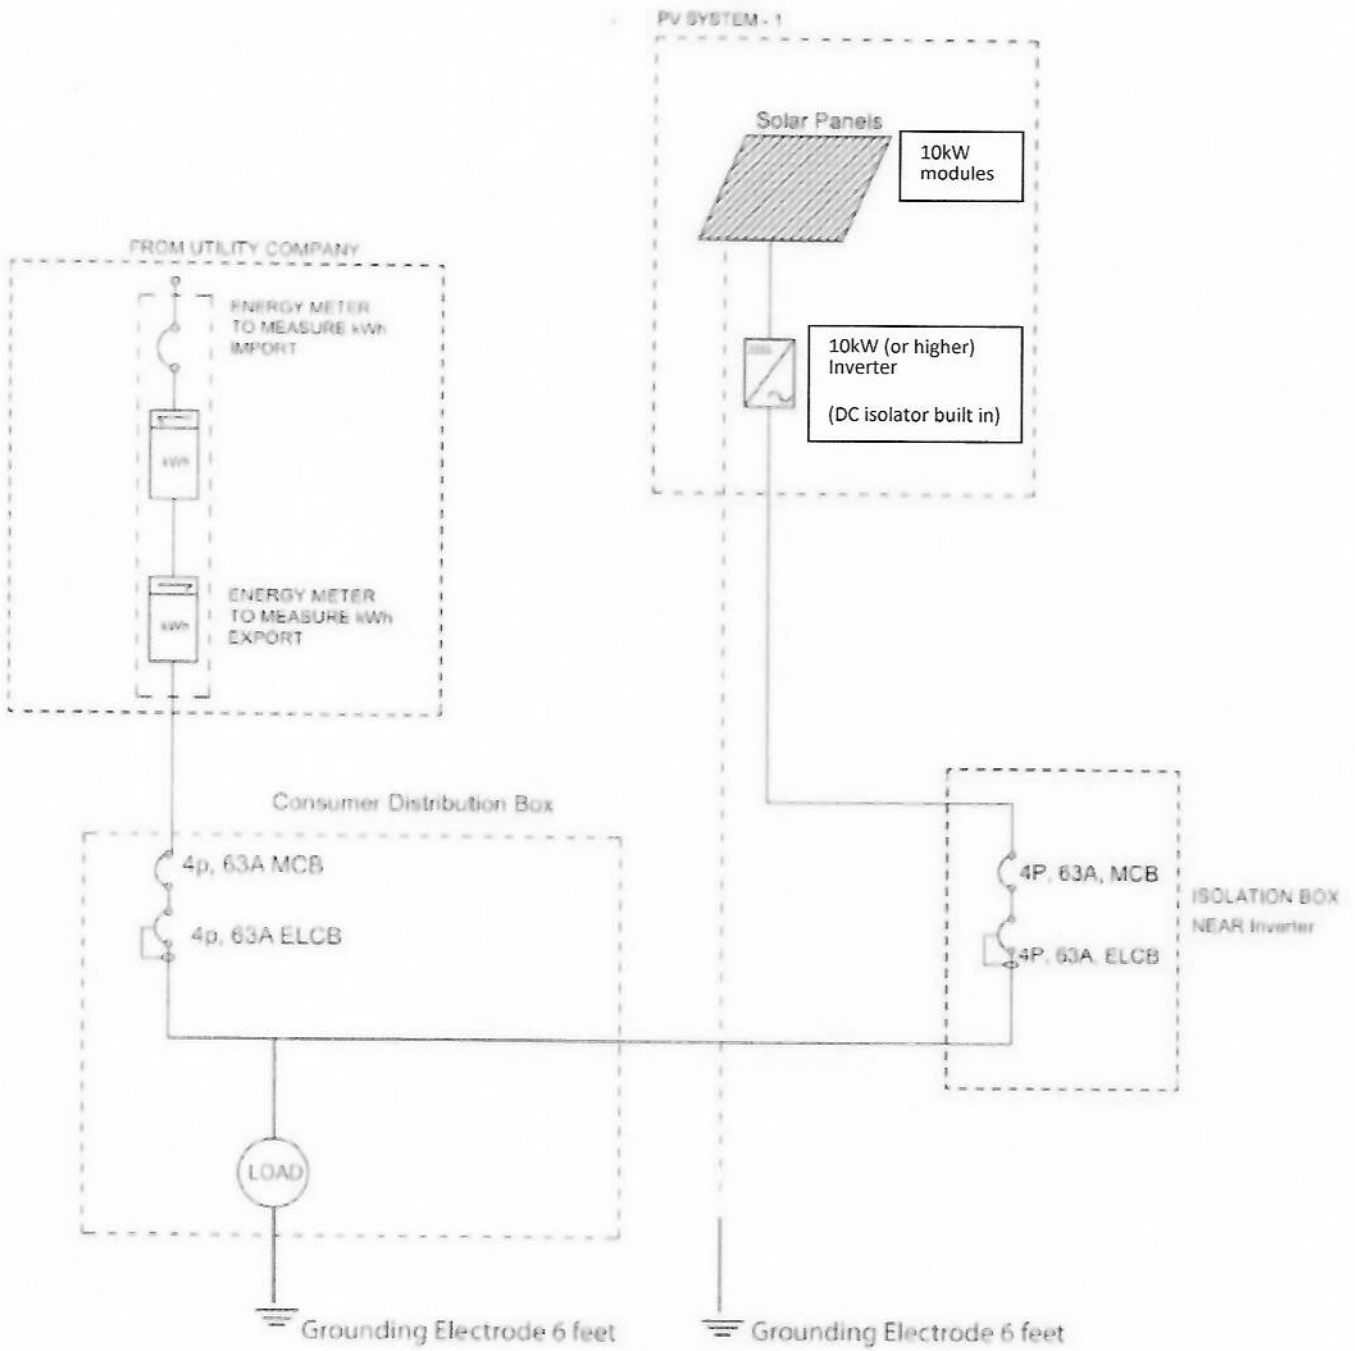 PV SYSTEM - 1
Solar Panels
10kW
modules
FROM UTILITY COMPANY
ENERGY METER
TO MEASURE kWh
IMPORT
10kW (or higher)
Inverter
(DC isolator built in)
kWh
ENERGY METER
TO MEASURE kWh
EXPORT
kWh
Consumer Distribution Box
4p, 63A MCB
4p, 63A ELCB
4P, 63A, MCB
4P, 63A, ELCB
ISOLATION BOX
NEAR Inverter
LOAD
Grounding Electrode 6 feet
Grounding Electrode 6 feet